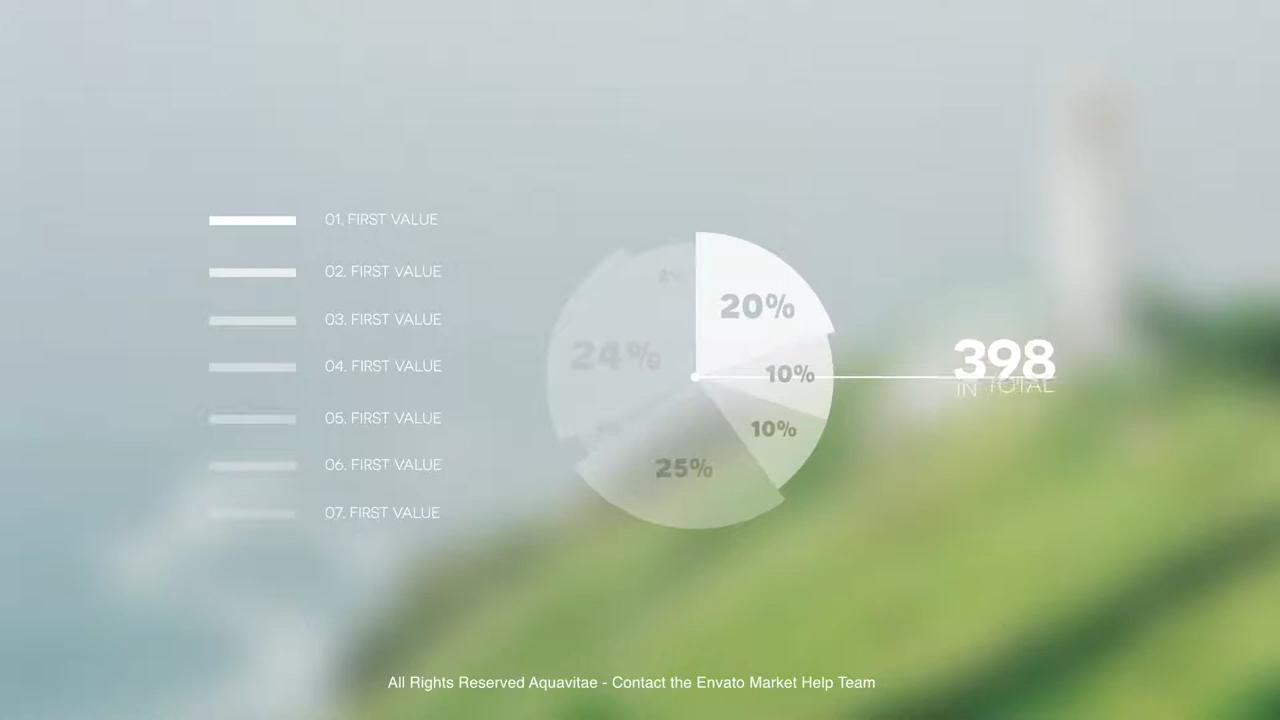 01. FIRST VALUE
02. FIRST VALUE
03. FIRST VALUE
04. FIRST VALUE
05. FIRST VALUE
06. FIRST VALUE
07. FIRST VALUE
20%
24%
10%
10%
25%
398
IN TOTAL
All Rights Reserved Aquavitae - Contact the Envato Market Help Team